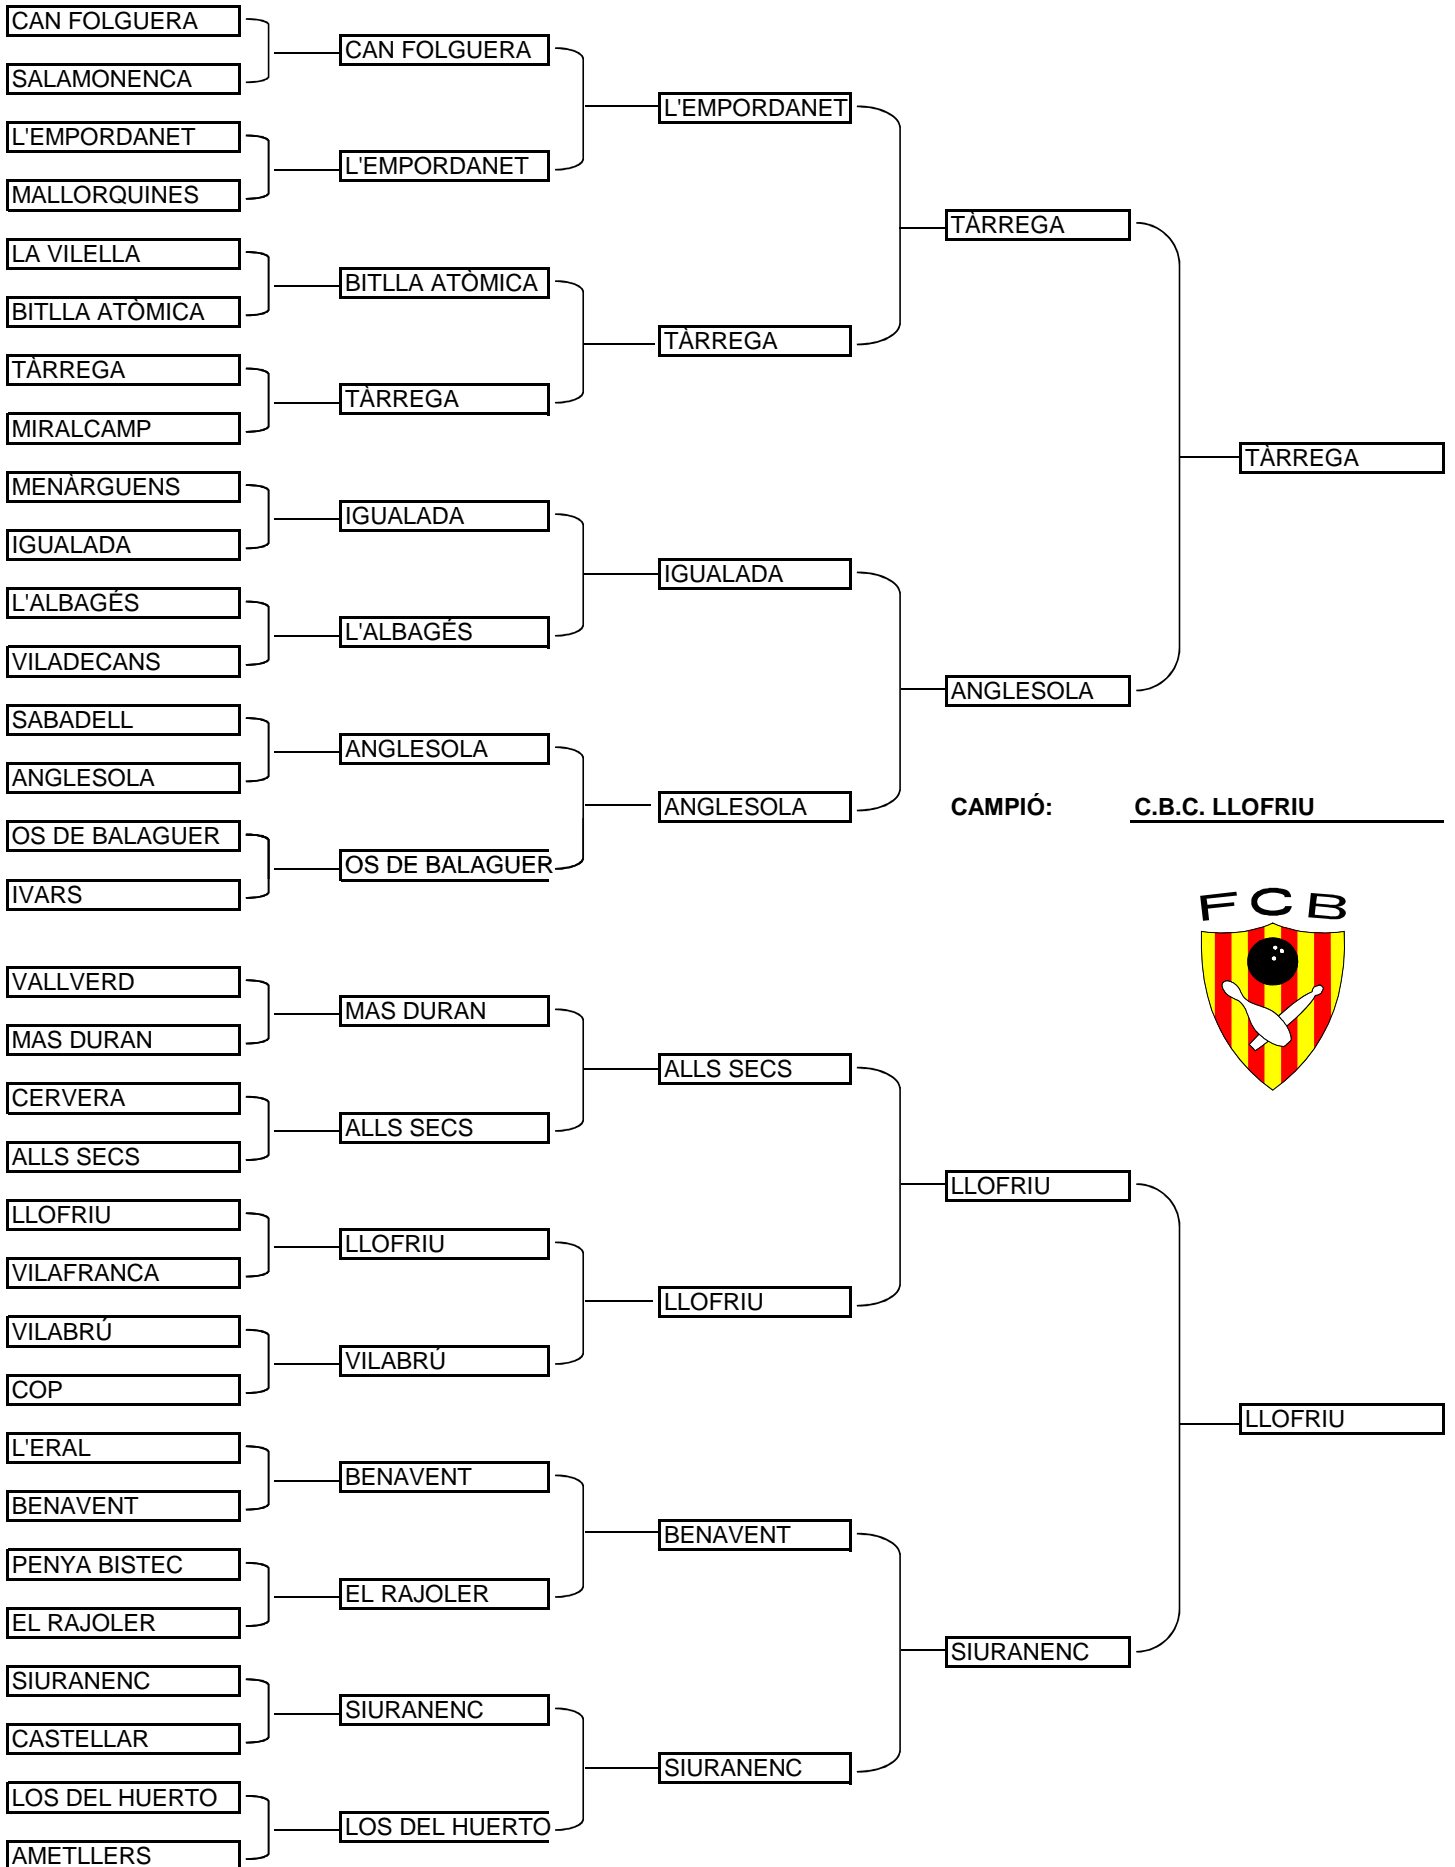 CAN FOLGUERA
SALAMONENCA
L'EMPORDANET
MALLORQUINES
LA VILELLA
BITLLA ATÒMICA
TÀRREGA
MIRALCAMP
MENÀRGUENS
IGUALADA
L'ALBAGÉS
VILADECANS
SABADELL
ANGLESOLA
OS DE BALAGUER
IVARS
VALLVERD
MAS DURAN
CERVERA
ALLS SECS
LLOFRIU
VILAFRANCA
VILABRÚ
COP
L'ERAL
BENAVENT
PENYA BISTEC
EL RAJOLER
SIURANENC
CASTELLAR
LOS DEL HUERTO
AMETLLERS
CAN FOLGUERA
L'EMPORDANET
BITLLA ATÒMICA
TÀRREGA
IGUALADA
L'ALBAGÉS
ANGLESOLA
OS DE BALAGUER
MAS DURAN
ALLS SECS
LLOFRIU
VILABRÚ
BENAVENT
EL RAJOLER
SIURANENC
LOS DEL HUERTO
L'EMPORDANET
TÀRREGA
IGUALADA
ANGLESOLA
ALLS SECS
LLOFRIU
BENAVENT
SIURANENC
TÀRREGA
ANGLESOLA
LLOFRIU
SIURANENC
TÀRREGA
LLOFRIU
CAMPIÓ: C.B.C. LLOFRIU
FCB